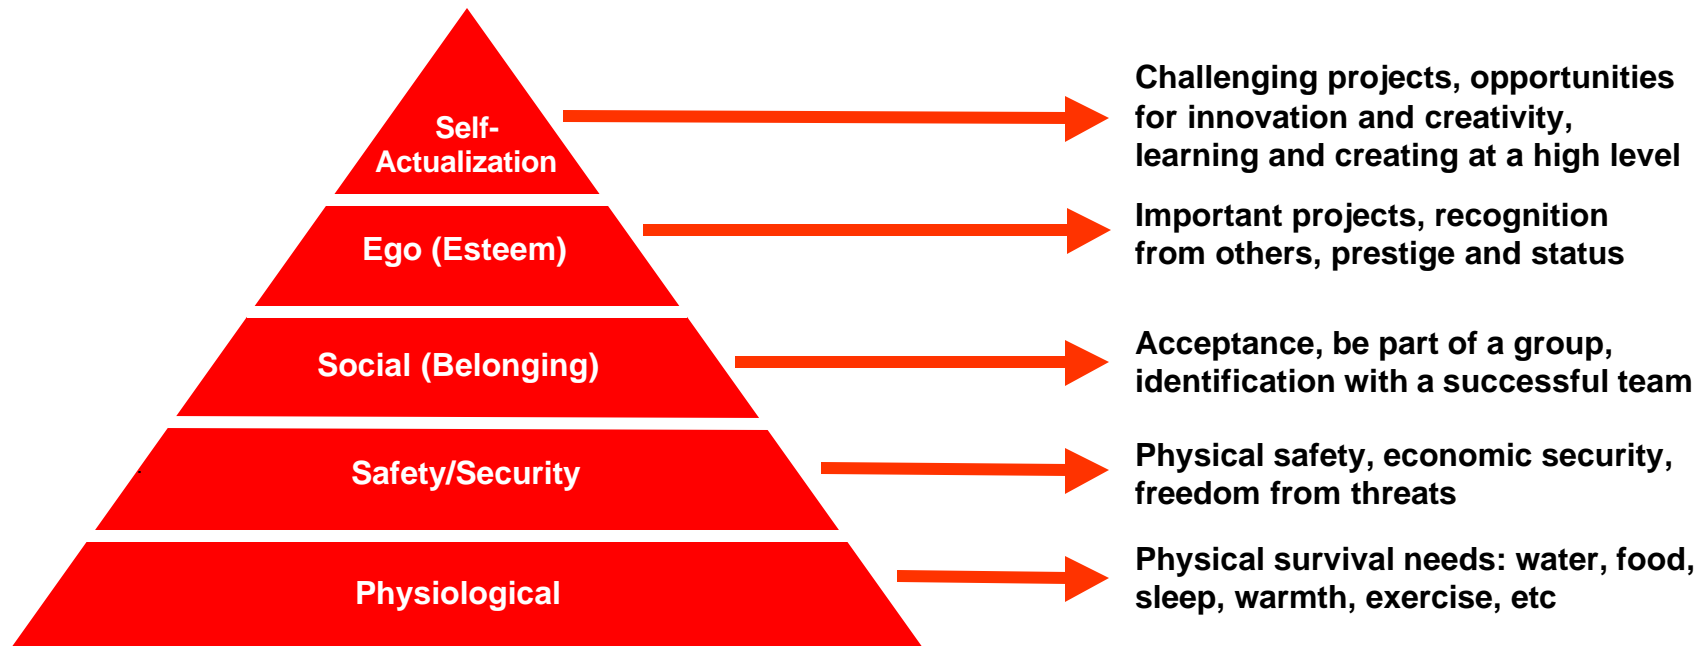 Self-
Actualization
Challenging projects, opportunities
for innovation and creativity,
learning and creating at a high level
Ego (Esteem)
Important projects, recognition
from others, prestige and status
Social (Belonging)
Acceptance, be part of a group,
identification with a successful team
Safety/Security
Physical safety, economic security,
freedom from threats
Physiological
Physical survival needs: water, food,
sleep, warmth, exercise, etc